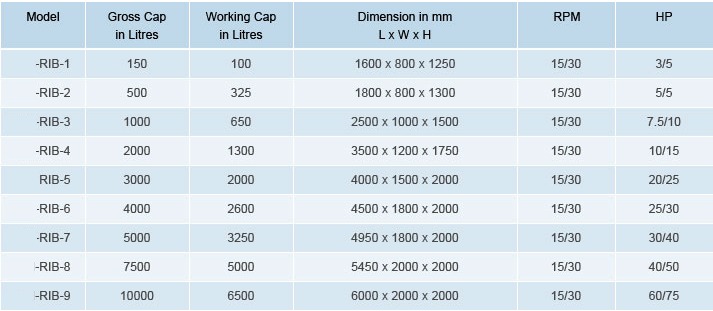 Model Gross Cap in Litres Working Cap in Litres Dimension in mm L x W x H RPM HP
-RIB-1 150 100 1600 x 800 x 1250 15/30 3/5
-RIB-2 500 325 1800 x 800 x 1300 15/30 5/5
-RIB-3 1000 650 2500 x 1000 x 1500 15/30 7.5/10
-RIB-4 2000 1300 3500 x 1200 x 1750 15/30 10/15
RIB-5 3000 2000 4000 x 1500 x 2000 15/30 20/25
-RIB-6 4000 2600 4500 x 1800 x 2000 15/30 25/30
-RIB-7 5000 3250 4950 x 1800 x 2000 15/30 30/40
-RIB-8 7500 5000 5450 x 2000 x 2000 15/30 40/50
-RIB-9 10000 6500 6000 x 2000 x 2000 15/30 60/75